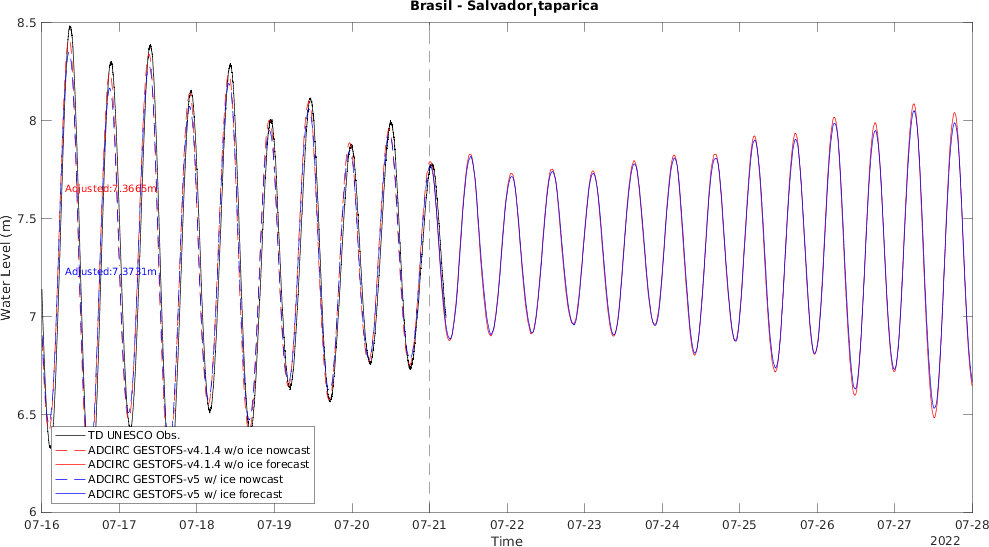 Brasil - Salvador_Itaparica
8.5
8
7.5
7
6.5
6
Water Level (m)
Adjusted:7.3665m
Adjusted:7.3731m
TD UNESCO Obs.
ADCIRC GESTOFS-v4.1.4 w/o ice nowcast
ADCIRC GESTOFS-v4.1.4 w/o ice forecast
ADCIRC GESTOFS-v5 w/ ice nowcast
ADCIRC GESTOFS-v5 w/ ice forecast
07-16 07-17 07-18 07-19 07-20 07-21 07-22 07-23 07-24 07-25 07-26 07-27 07-28
Time
2022